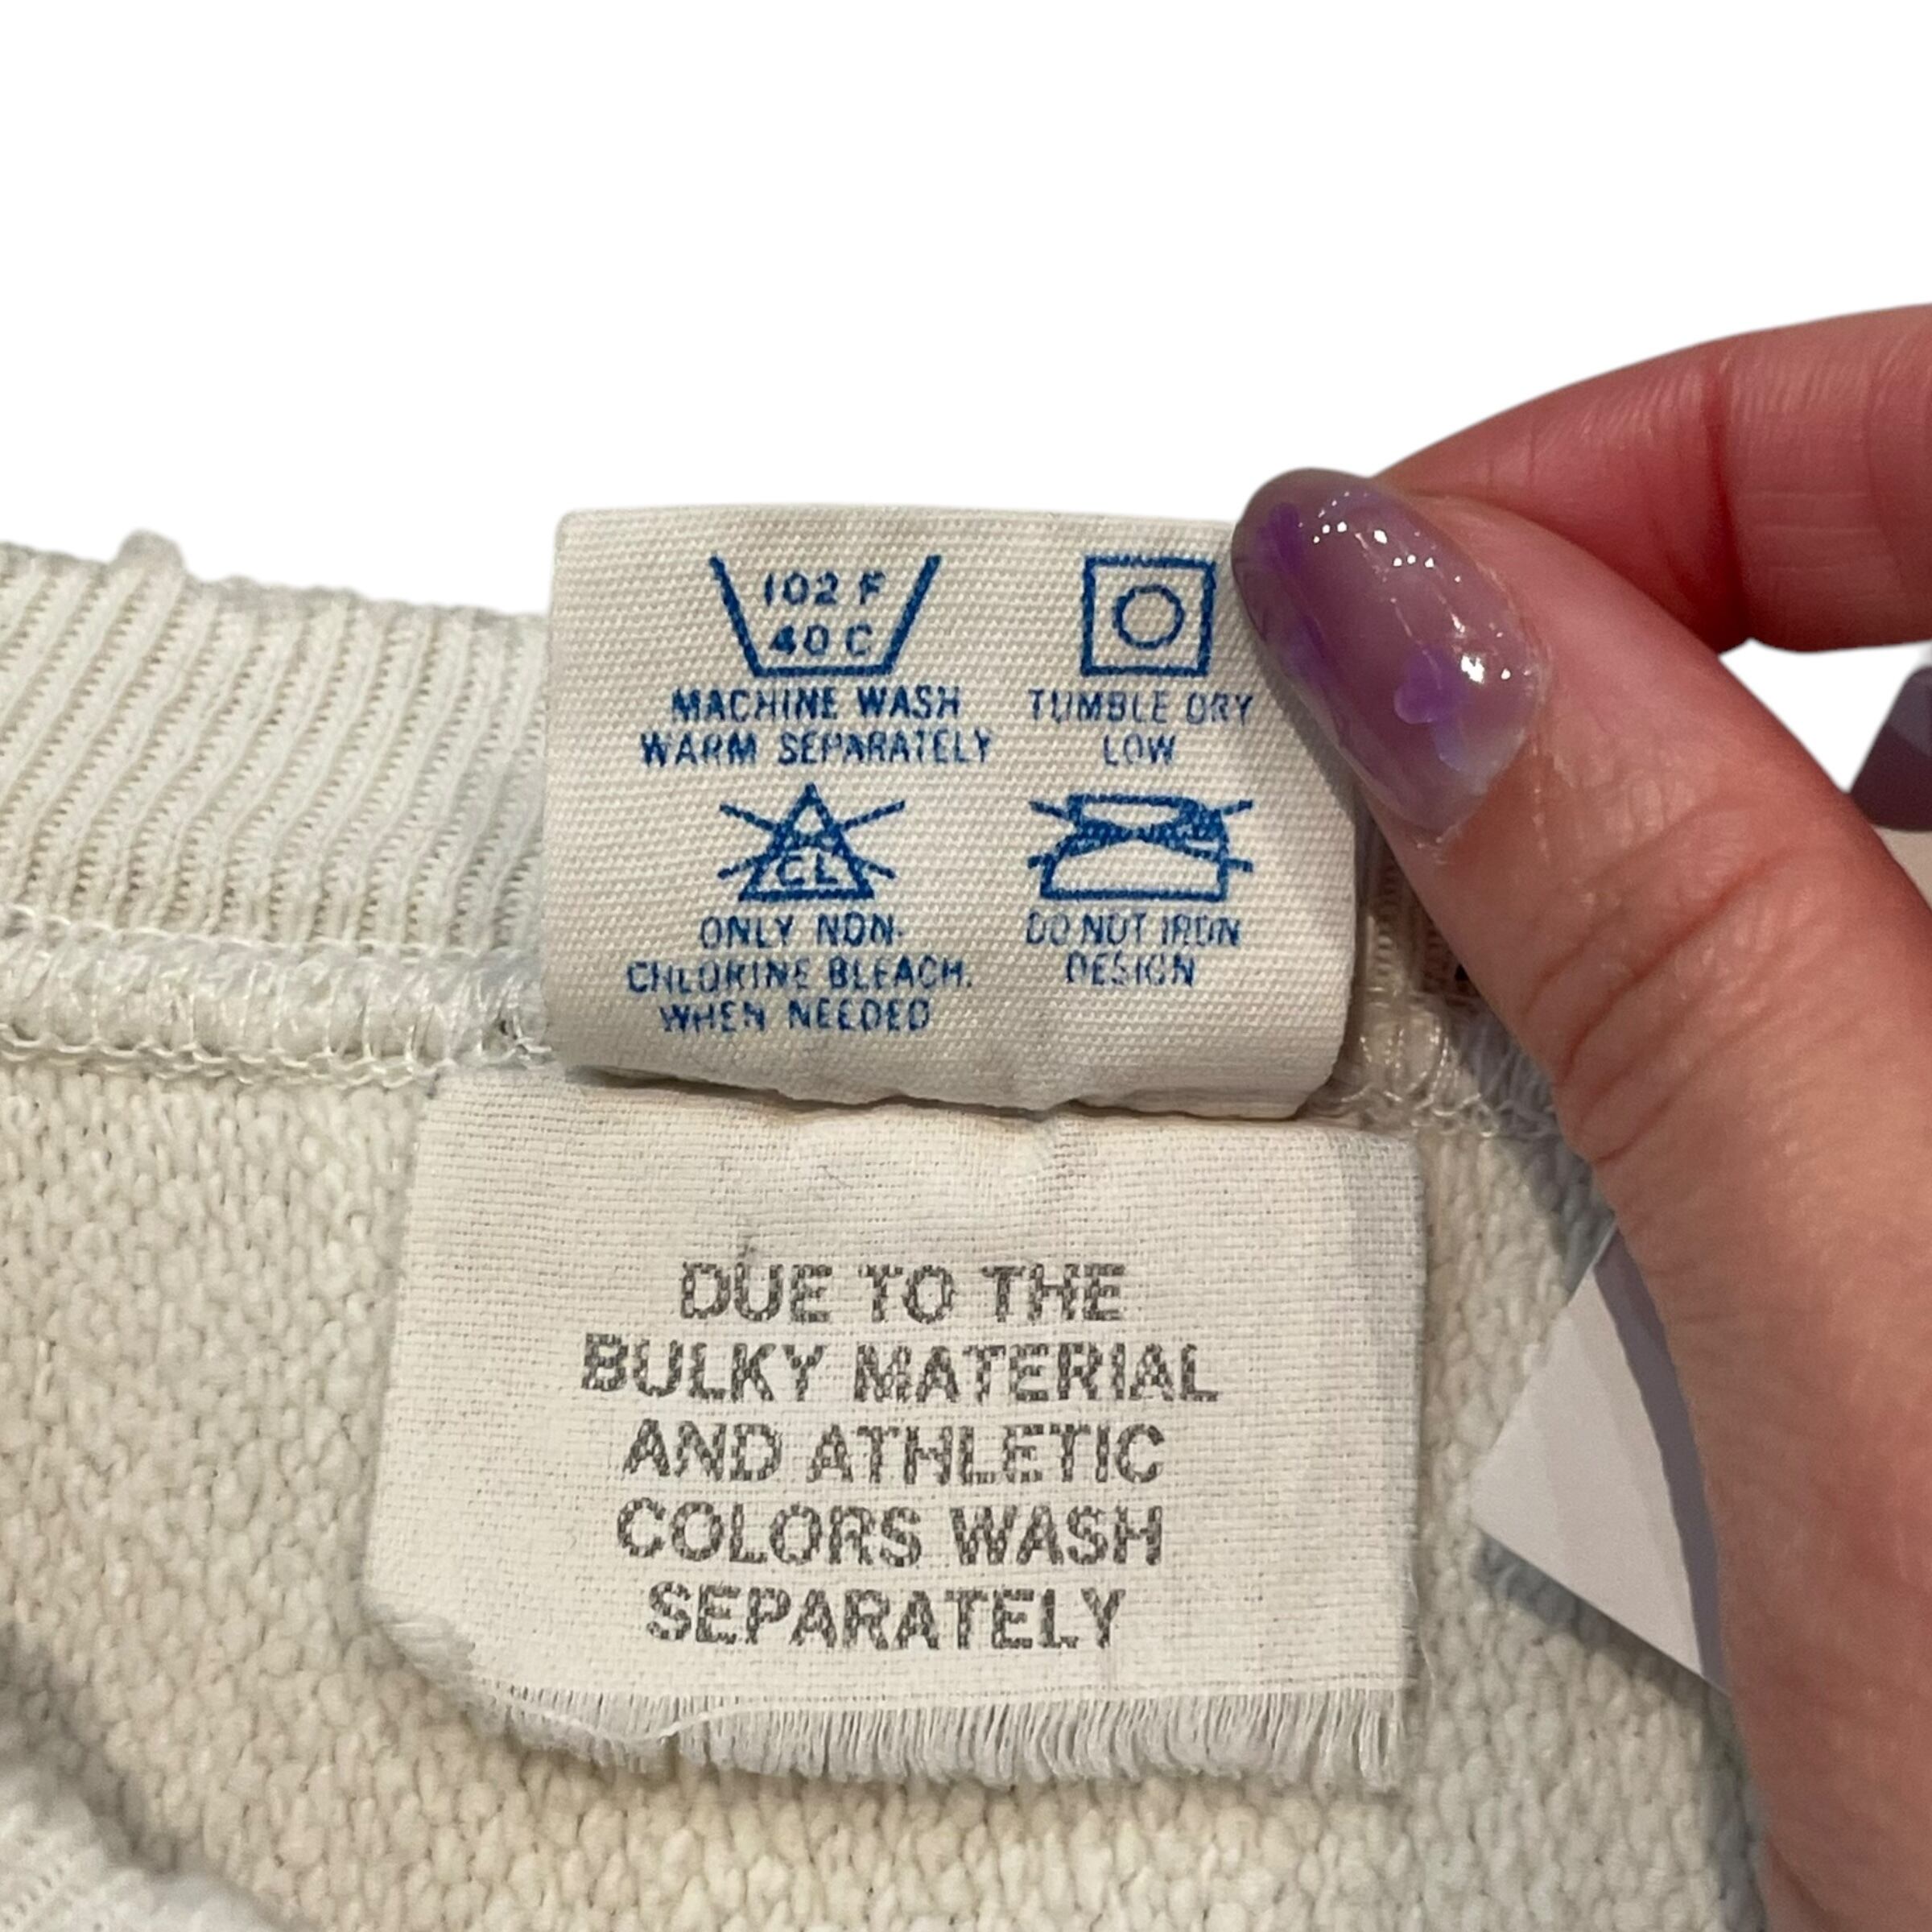 102 F
40 C
MACHINE WASH
WARM SEPARATELY
TUMBLE DRY
LOW
CL
ONLY NON-
CHLORINE BLEACH.
WHEN NEEDED
DO NOT IRON
DESIGN
DUE TO THE
BULKY MATERIAL
AND ATHLETIC
COLORS WASH
SEPARATELY